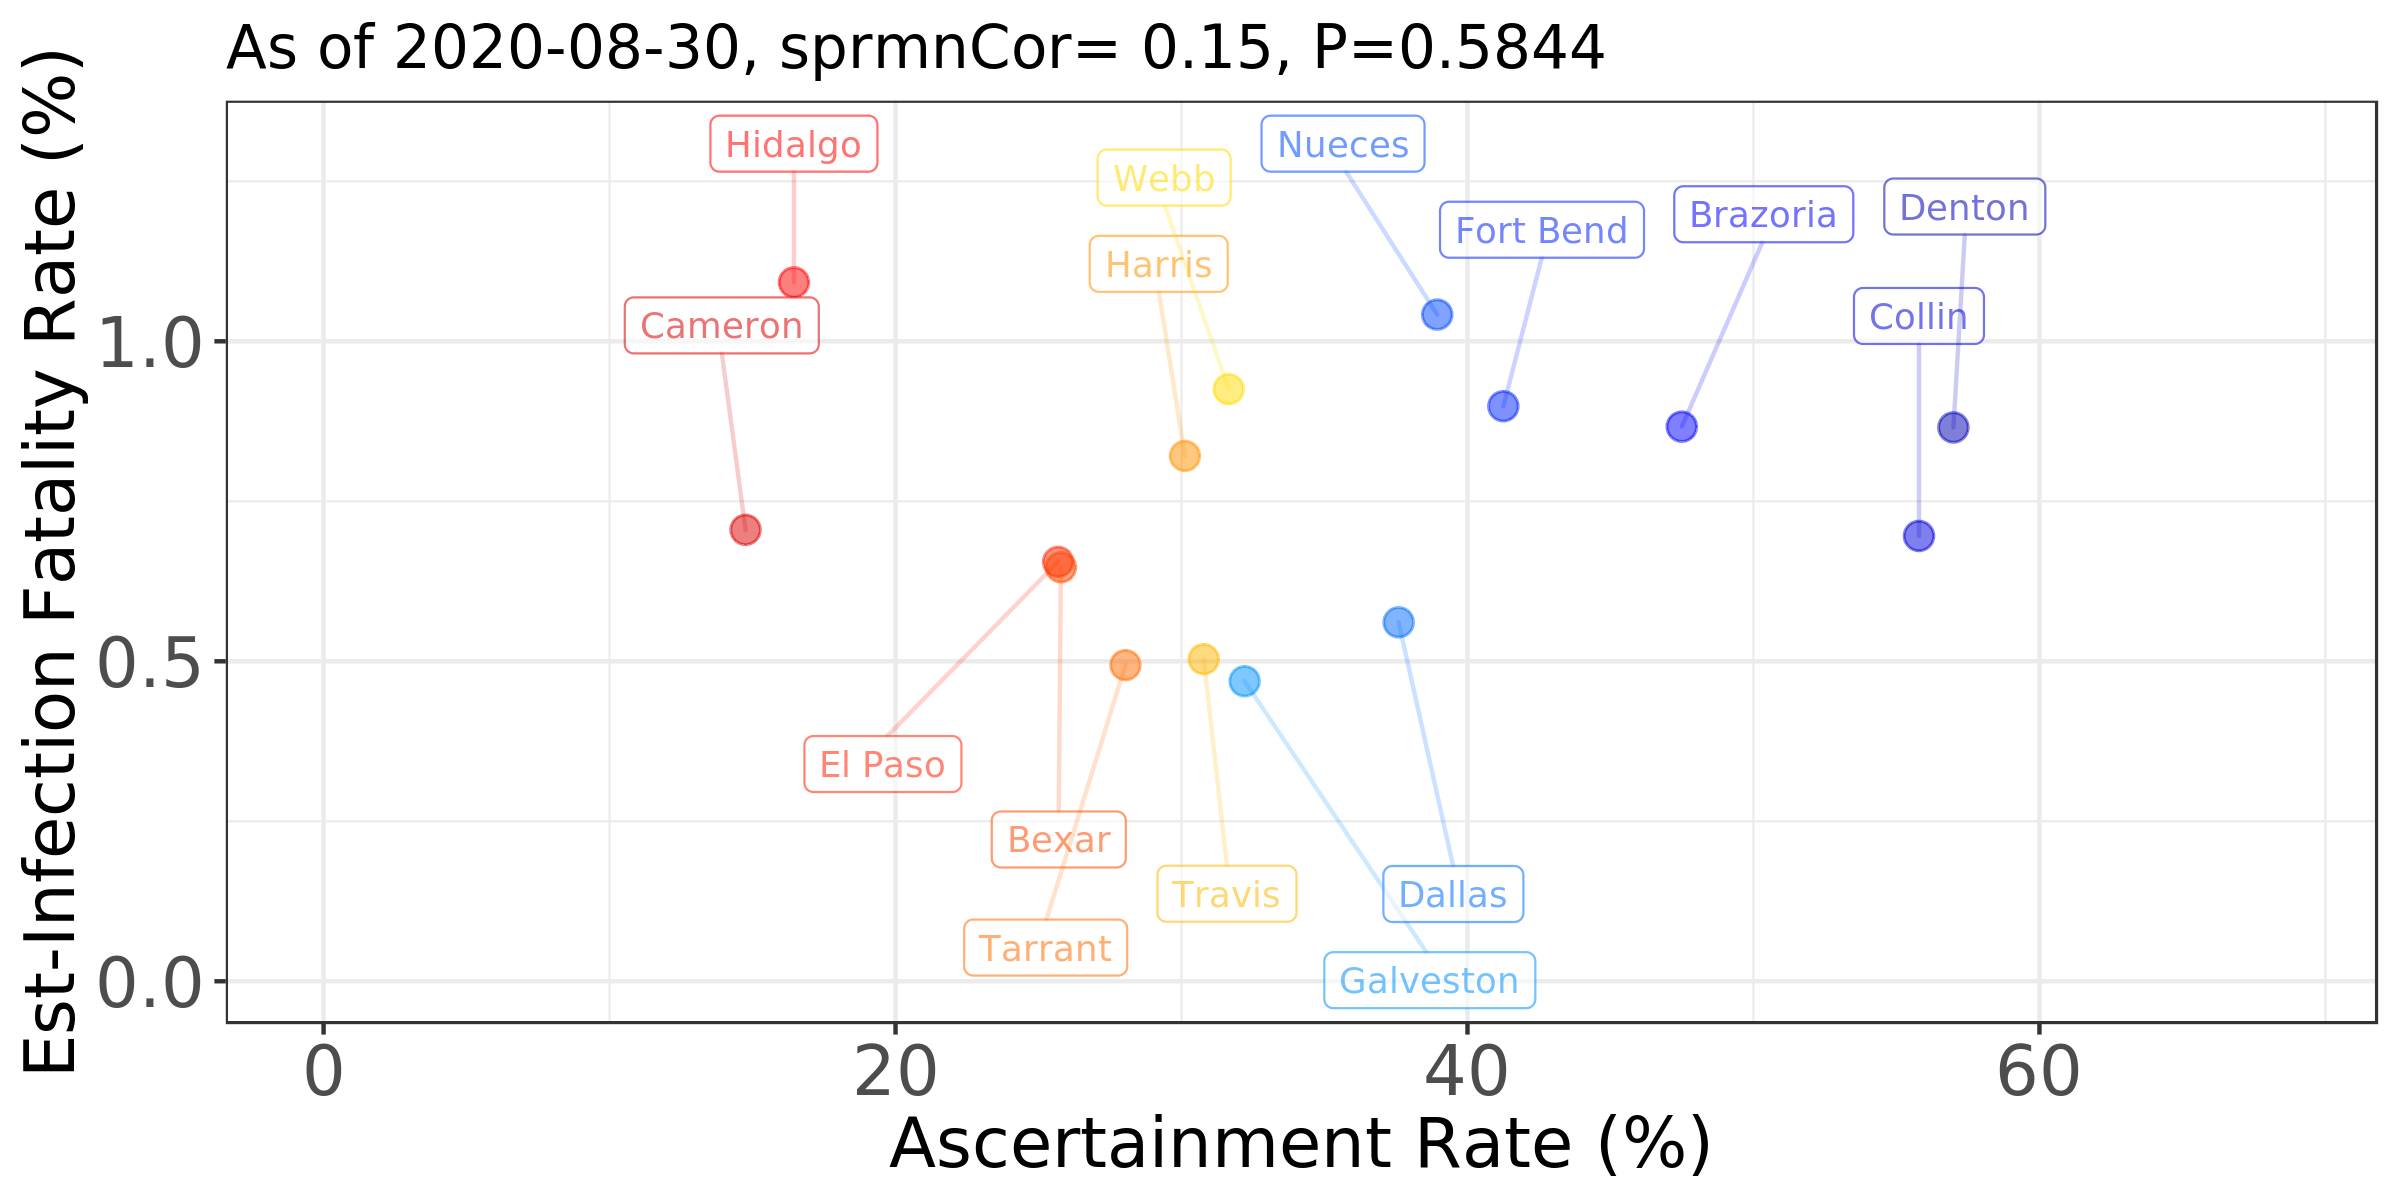 As of 2020-08-30, sprmnCor= 0.15, P=0.5844
Est-Infection Fatality Rate (%)
Hidalgo
Nueces
Webb
Denton
Brazoria
Fort Bend
Harris
Collin
Cameron
1.0
0.5
El Paso
Bexar
Travis
Dallas
Tarrant
Galveston
0.0
0 20 40 60
Ascertainment Rate (%)